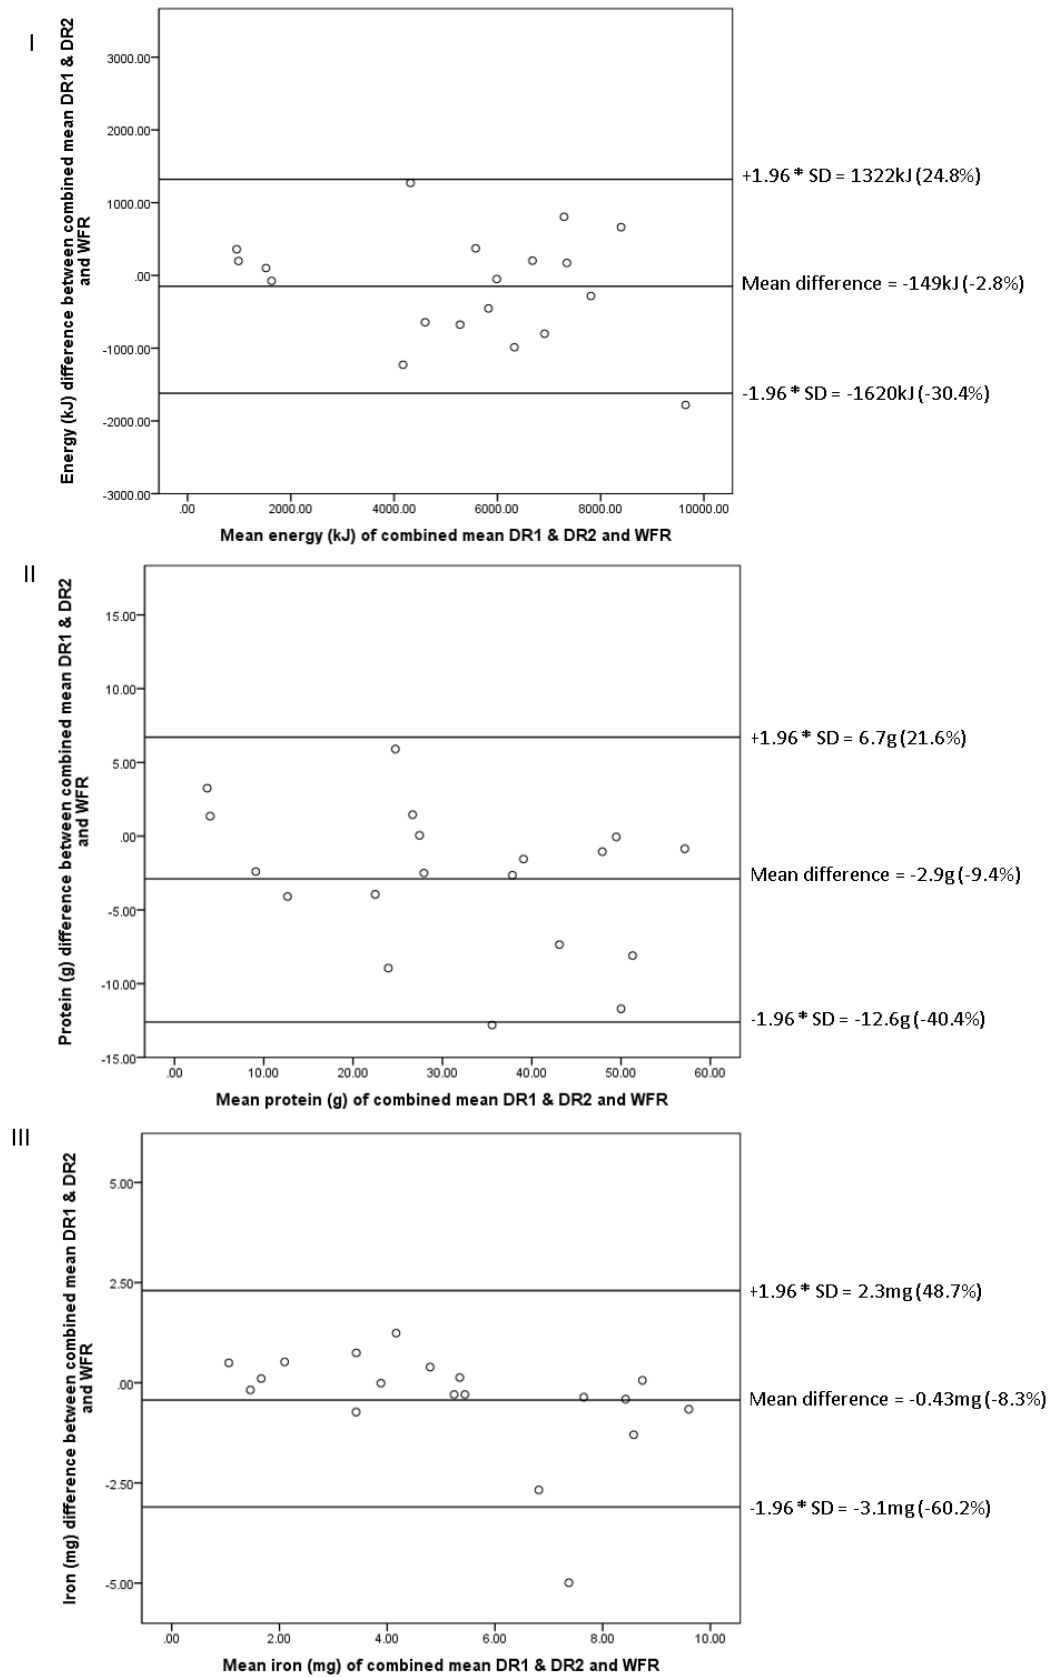 I
Energy (kJ) difference between combined mean DR1 & DR2
and WFR
3000.00
2000.00
1000.00
.00
-1000.00
-2000.00
-3000.00
+1.96 * SD = 1322kJ (24.8%)
Mean difference = -149kJ (-2.8%)
-1.96 * SD = -1620kJ (-30.4%)
.00 2000.00 4000.00 6000.00 8000.00 10000.00
Mean energy (kJ) of combined mean DR1 & DR2 and WFR
II
Protein (g) difference between combined mean DR1 & DR2
and WFR
15.00
10.00
5.00
.00
-5.00
-10.00
-15.00
+1.96 * SD = 6.7g (21.6%)
Mean difference = -2.9g (-9.4%)
-1.96 * SD = -12.6g (-40.4%)
.00 10.00 20.00 30.00 40.00 50.00 60.00
Mean protein (g) of combined mean DR1 & DR2 and WFR
III
Iron (mg) difference between combined mean DR1 & DR2
and WFR
5.00
2.50
.00
-2.50
-5.00
+1.96 * SD = 2.3mg (48.7%)
Mean difference = -0.43mg (-8.3%)
-1.96 * SD = -3.1mg (-60.2%)
.00 2.00 4.00 6.00 8.00 10.00
Mean iron (mg) of combined mean DR1 & DR2 and WFR